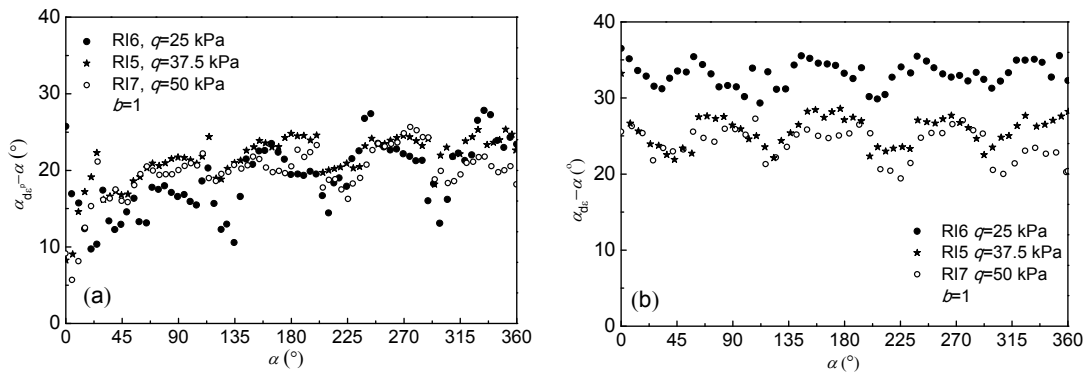 40
30
20
10
0
α_dε^p−α (°)
RI6, q=25 kPa
RI5, q=37.5 kPa
RI7, q=50 kPa
b=1
(a)
0 45 90 135 180 225 270 315 360
α (°)
40
30
20
10
0
α_dε−α (°)
RI6 q=25 kPa
RI5 q=37.5 kPa
RI7 q=50 kPa
b=1
(b)
0 45 90 135 180 225 270 315 360
α (°)